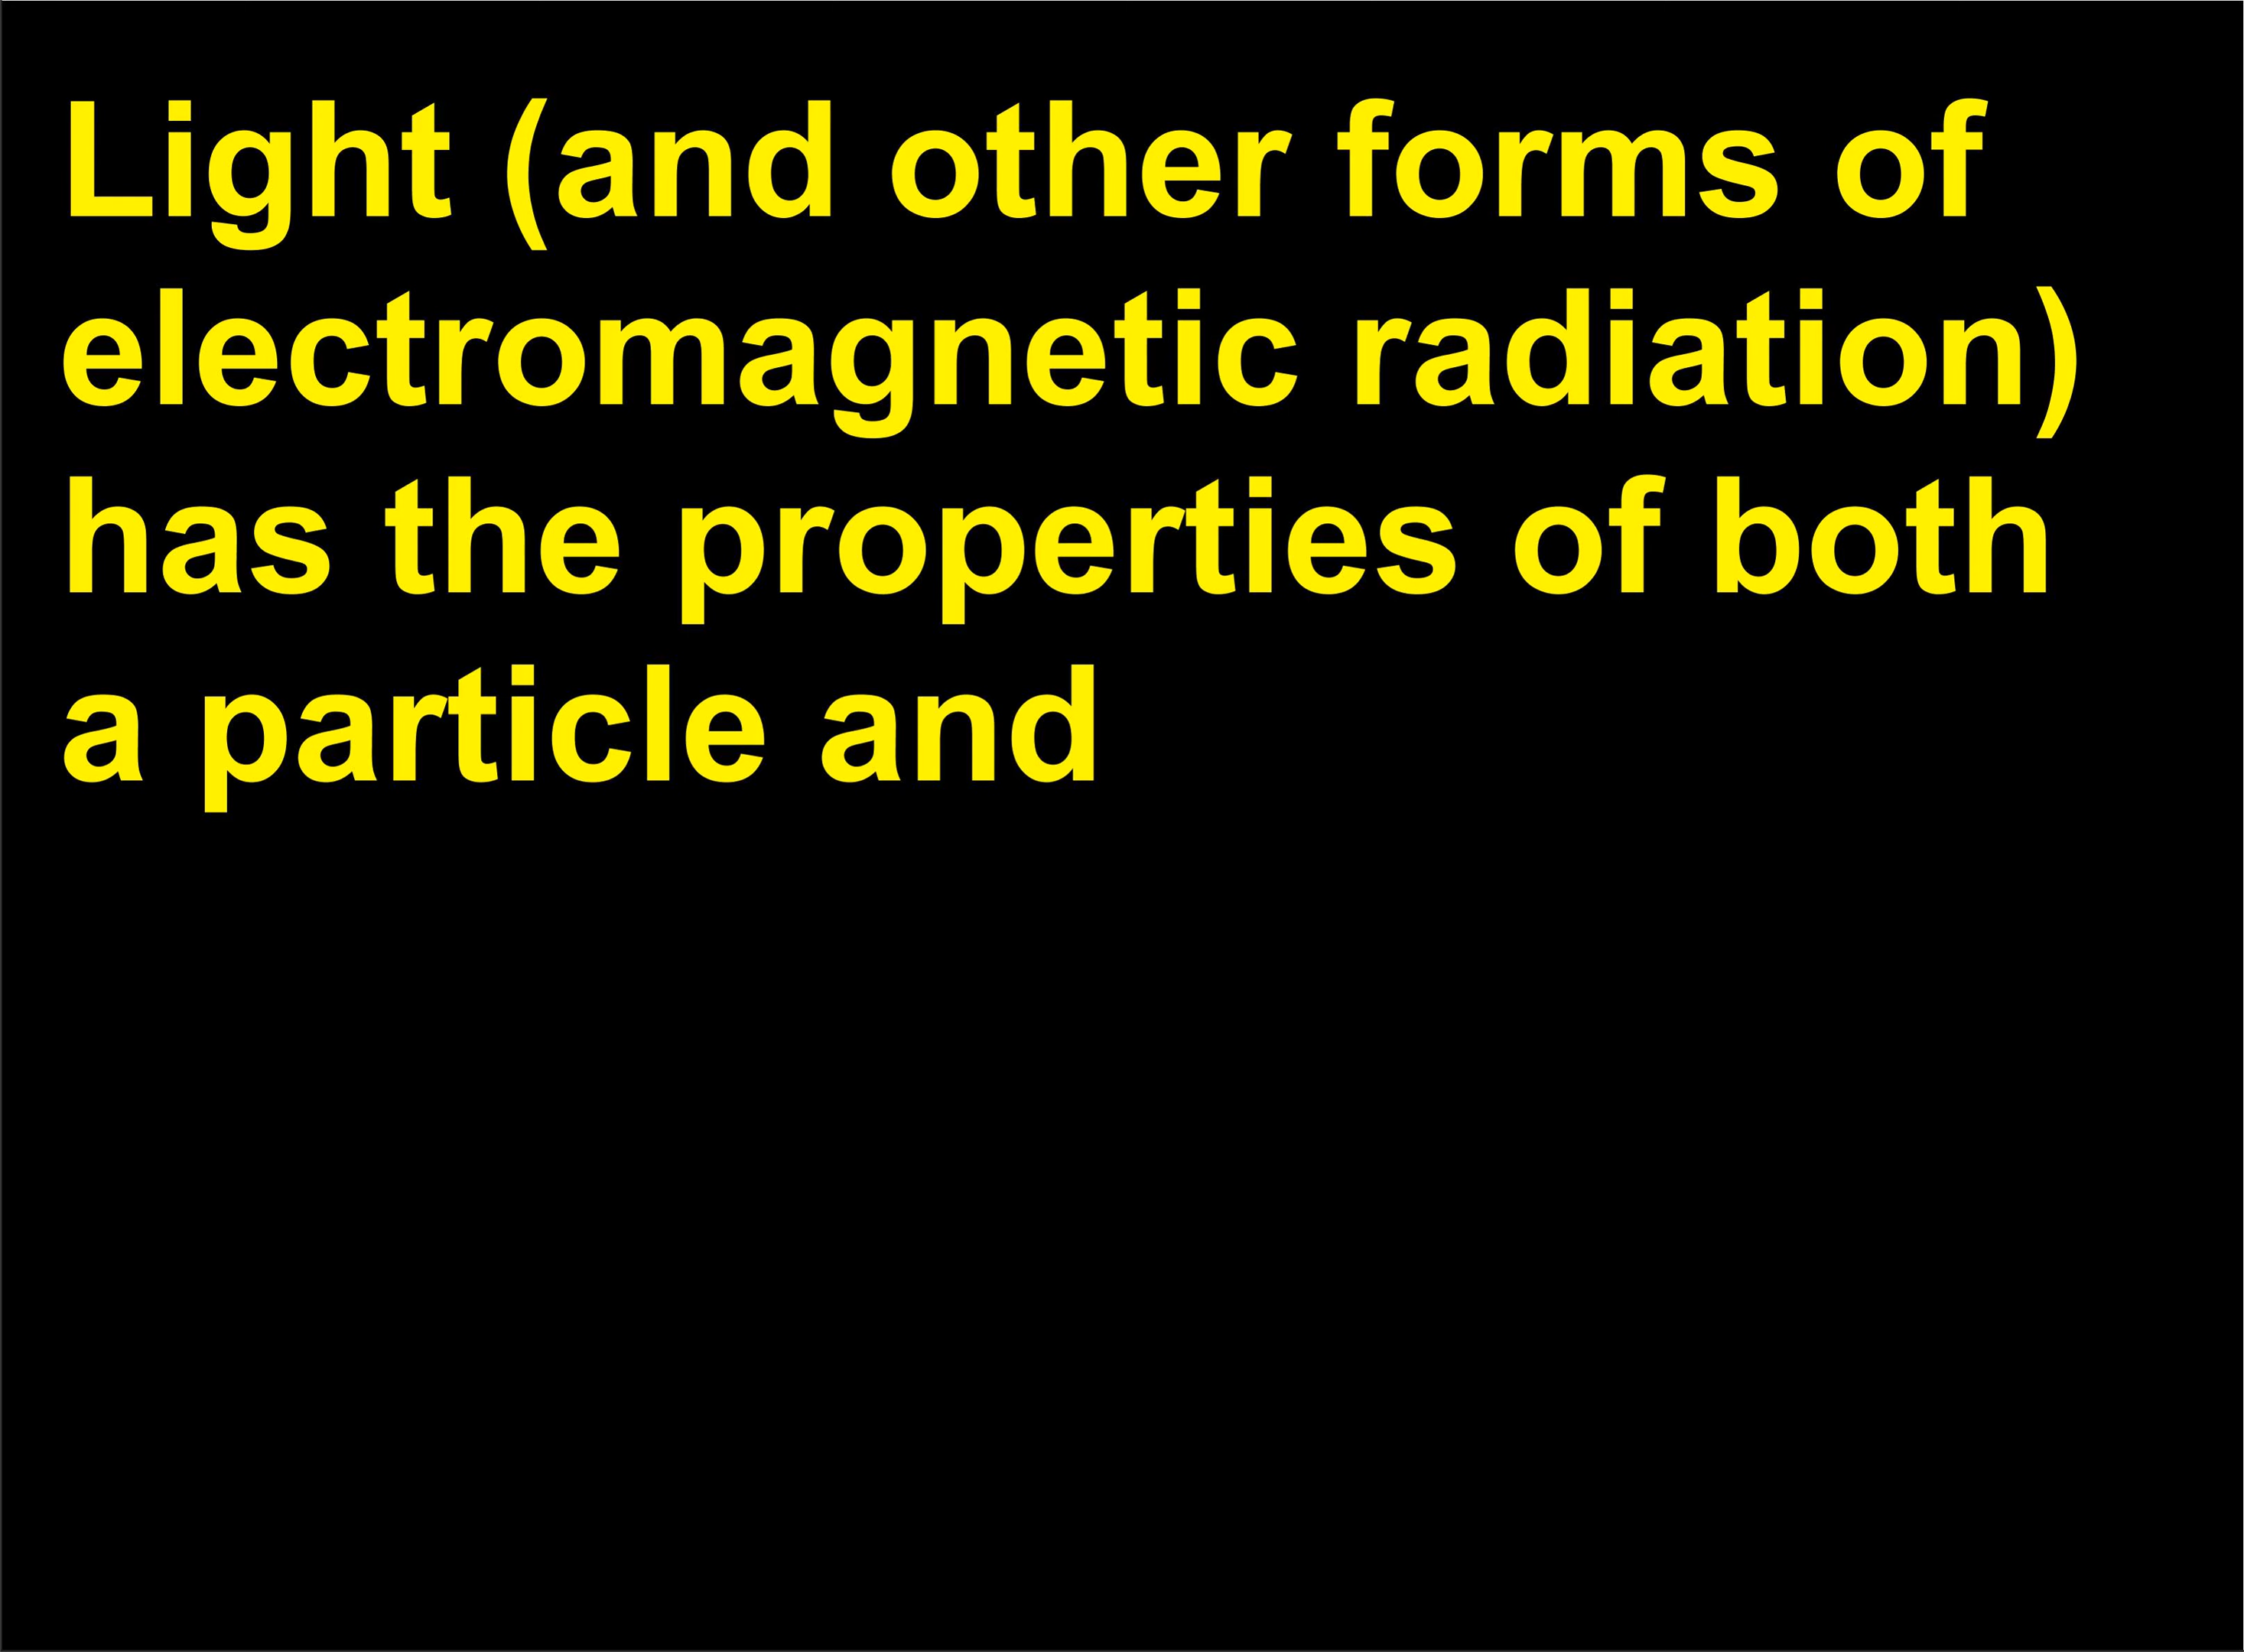 Light (and other forms of
electromagnetic radiation)
has the properties of both
a particle and